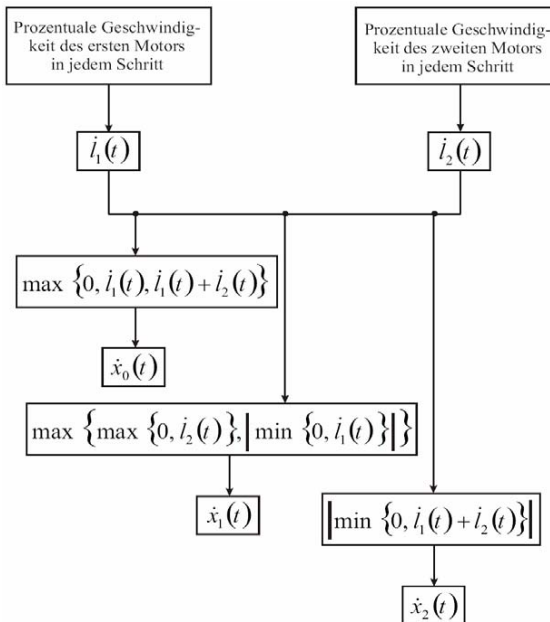 Prozentuale Geschwindig-
keit des ersten Motors
in jedem Schritt
Prozentuale Geschwindig-
keit des zweiten Motors
in jedem Schritt
l̇₁(t)
l̇₂(t)
max {0, l̇₁(t), l̇₁(t) + l̇₂(t)}
ẋ₀(t)
max {max {0, l̇₂(t)}, |min {0, l̇₁(t)}|}
ẋ₁(t)
|min {0, l̇₁(t) + l̇₂(t)}|
ẋ₂(t)